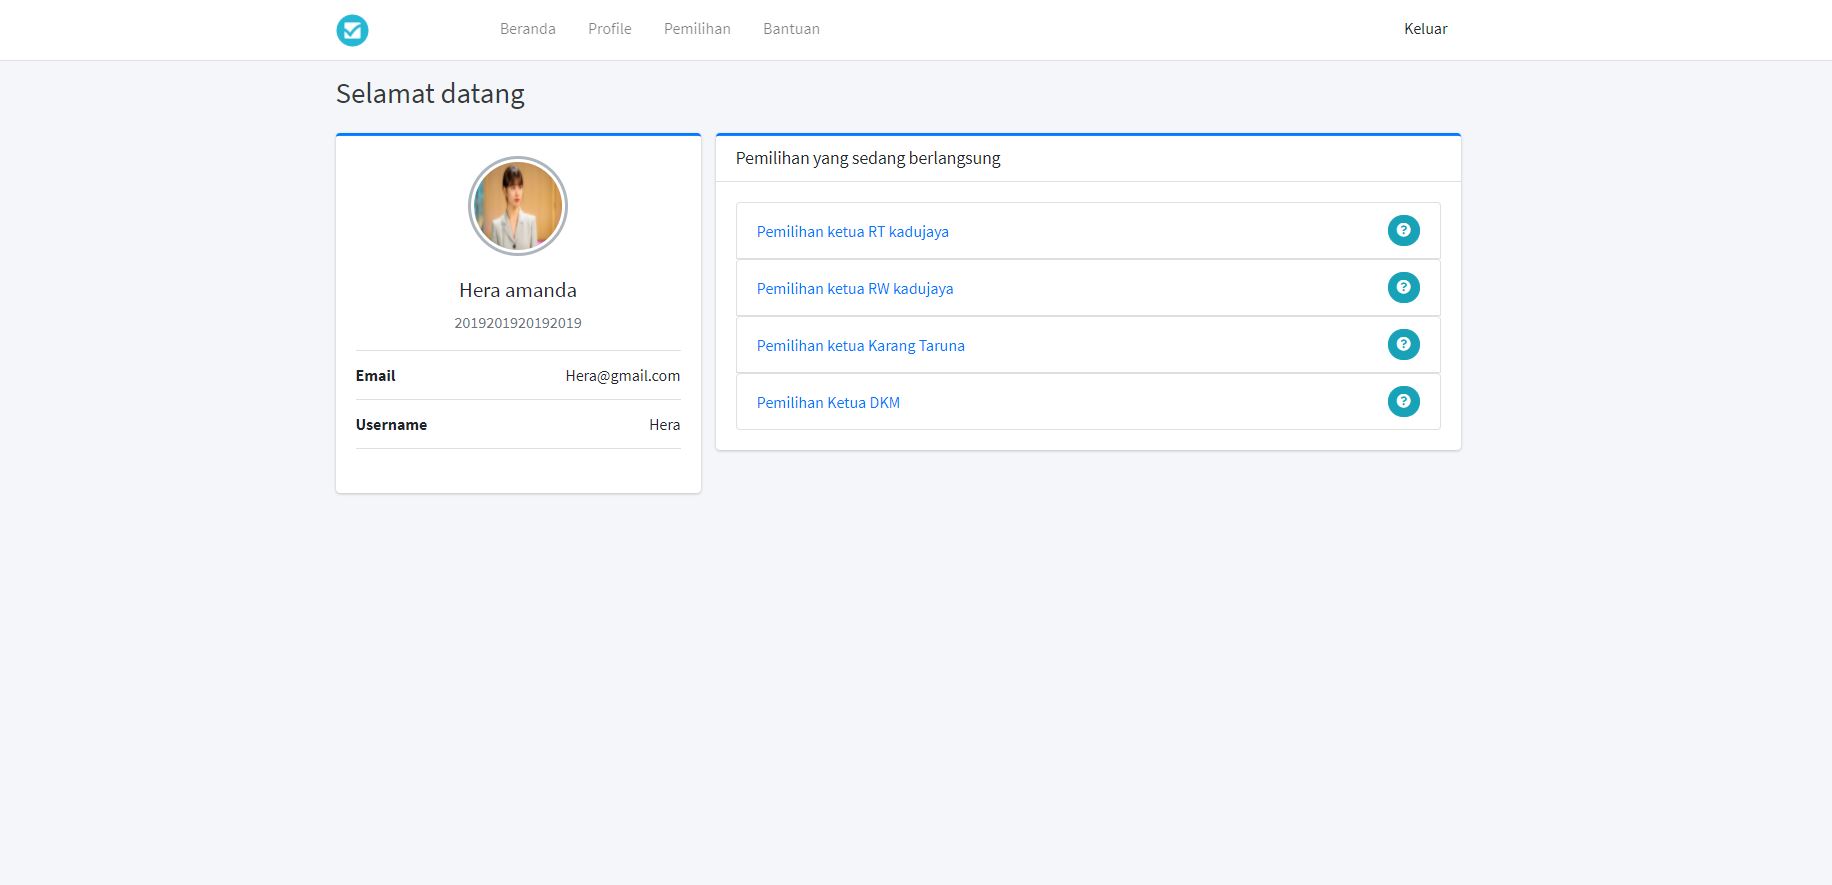 Beranda Profile Pemilihan Bantuan Keluar
Selamat datang
Hera amanda
2019201920192019
Email Hera@gmail.com
Username Hera
Pemilihan yang sedang berlangsung
Pemilihan ketua RT kadujaya
Pemilihan ketua RW kadujaya
Pemilihan ketua Karang Taruna
Pemilihan Ketua DKM